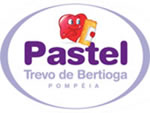 Pastel
Trevo de Bertioga
POMPÉIA